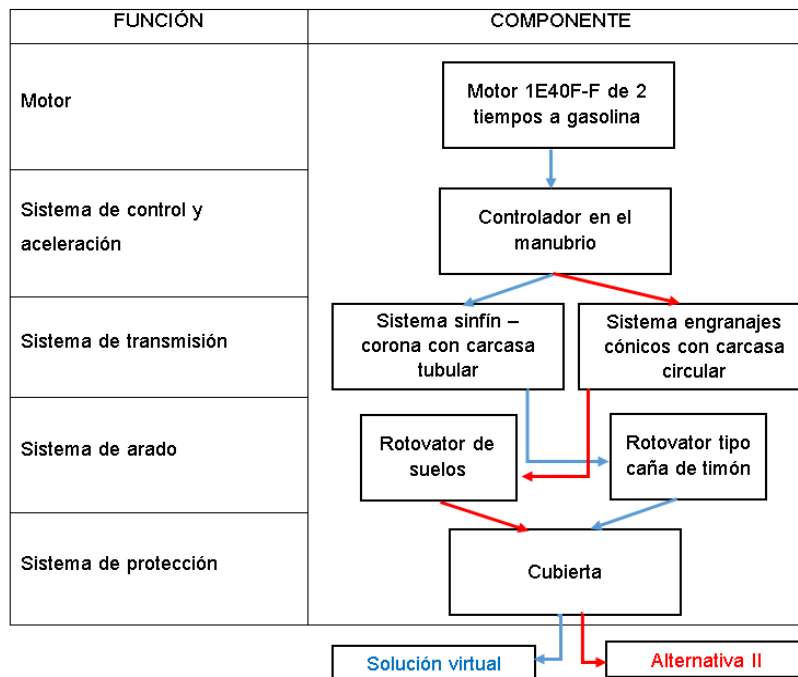 FUNCIÓN
COMPONENTE
Motor
Motor 1E40F-F de 2
tiempos a gasolina
Sistema de control y
aceleración
Controlador en el
manubrio
Sistema de transmisión
Sistema sinfín –
corona con carcasa
tubular
Sistema engranajes
cónicos con carcasa
circular
Sistema de arado
Rotovator de
suelos
Rotovator tipo
caña de timón
Sistema de protección
Cubierta
Solución virtual
Alternativa II